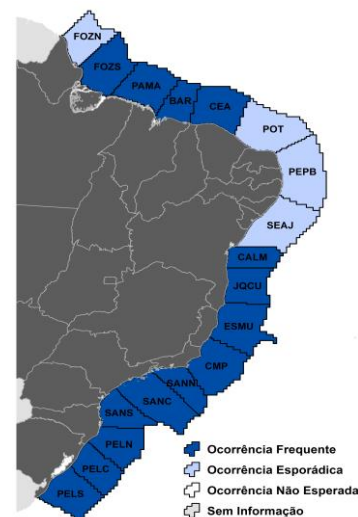 FOZN
FOZS
PAMA
BAR
CEA
POT
PEPB
SEAJ
CALM
JQCU
ESMU
CMP
SANN
SANC
SANS
PELN
PELC
PELS
Ocorrência Frequente
Ocorrência Esporádica
Ocorrência Não Esperada
Sem Informação